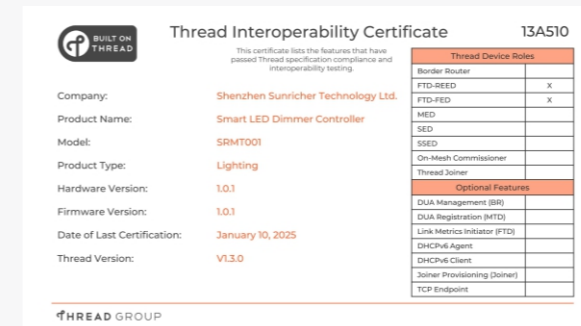 BUILT ON
THREAD
Thread Interoperability Certificate
13A510
This certificate lists the features that have
passed Thread specification compliance and
interoperability testing.
Company: Shenzhen Sunricher Technology Ltd.
Product Name: Smart LED Dimmer Controller
Model: SRMT001
Product Type: Lighting
Hardware Version: 1.0.1
Firmware Version: 1.0.1
Date of Last Certification: January 10, 2025
Thread Version: V1.3.0
Thread Device Roles
Border Router
FTD-REED X
FTD-FED X
MED
SED
SSED
On-Mesh Commissioner
Thread Joiner
Optional Features
DUA Management (BR)
DUA Registration (MTD)
Link Metrics Initiator (FTD)
DHCPv6 Agent
DHCPv6 Client
Joiner Provisioning (Joiner)
TCP Endpoint
THREAD GROUP